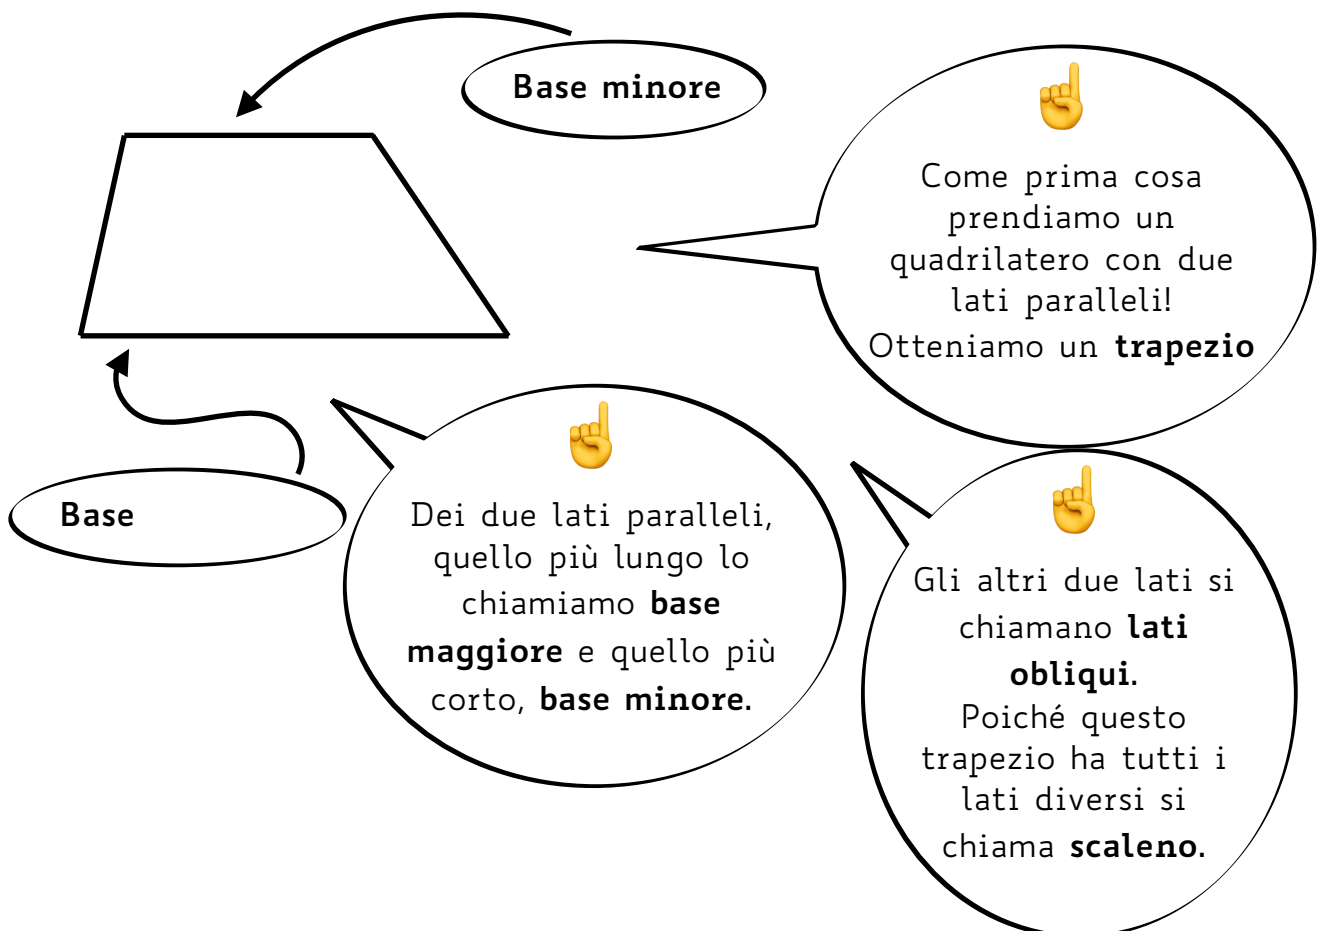 Base minore
Come prima cosa
prendiamo un
quadrilatero con due
lati paralleli!
Otteniamo un trapezio
Base
Dei due lati paralleli,
quello più lungo lo
chiamiamo base
maggiore e quello più
corto, base minore.
Gli altri due lati si
chiamano lati
obliqui.
Poiché questo
trapezio ha tutti i
lati diversi si
chiama scaleno.